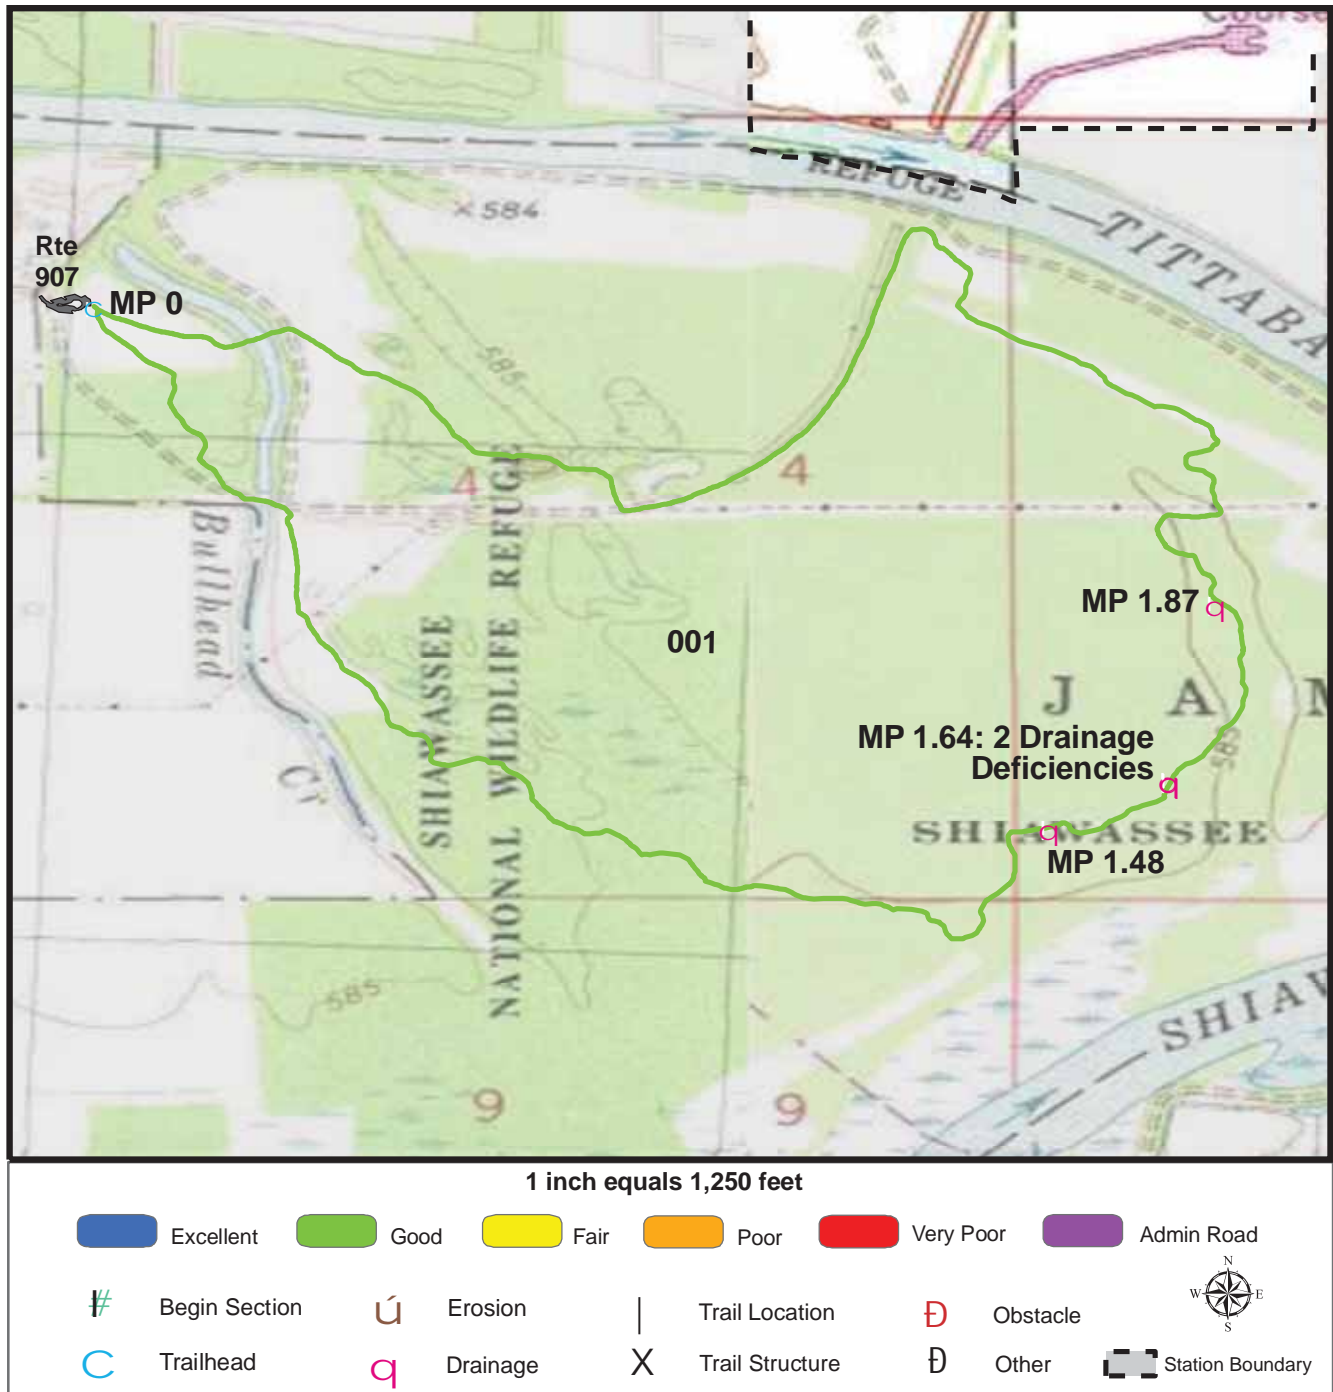 Course
REFUGE
TITTABA
× 584
Rte
907
MP 0
585
4
4
Bullhead
Cr
SHIAWASSEE
NATIONAL WILDLIFE REFUGE
001
MP 1.87
J A M
MP 1.64: 2 Drainage
Deficiencies
585
SHIAWASSEE
MP 1.48
585
SHIAW
9
9
1 inch equals 1,250 feet
Excellent
Good
Fair
Poor
Very Poor
Admin Road
N
W E
S
# Begin Section
ú Erosion
| Trail Location
Đ Obstacle
C Trailhead
q Drainage
X Trail Structure
Đ Other
Station Boundary